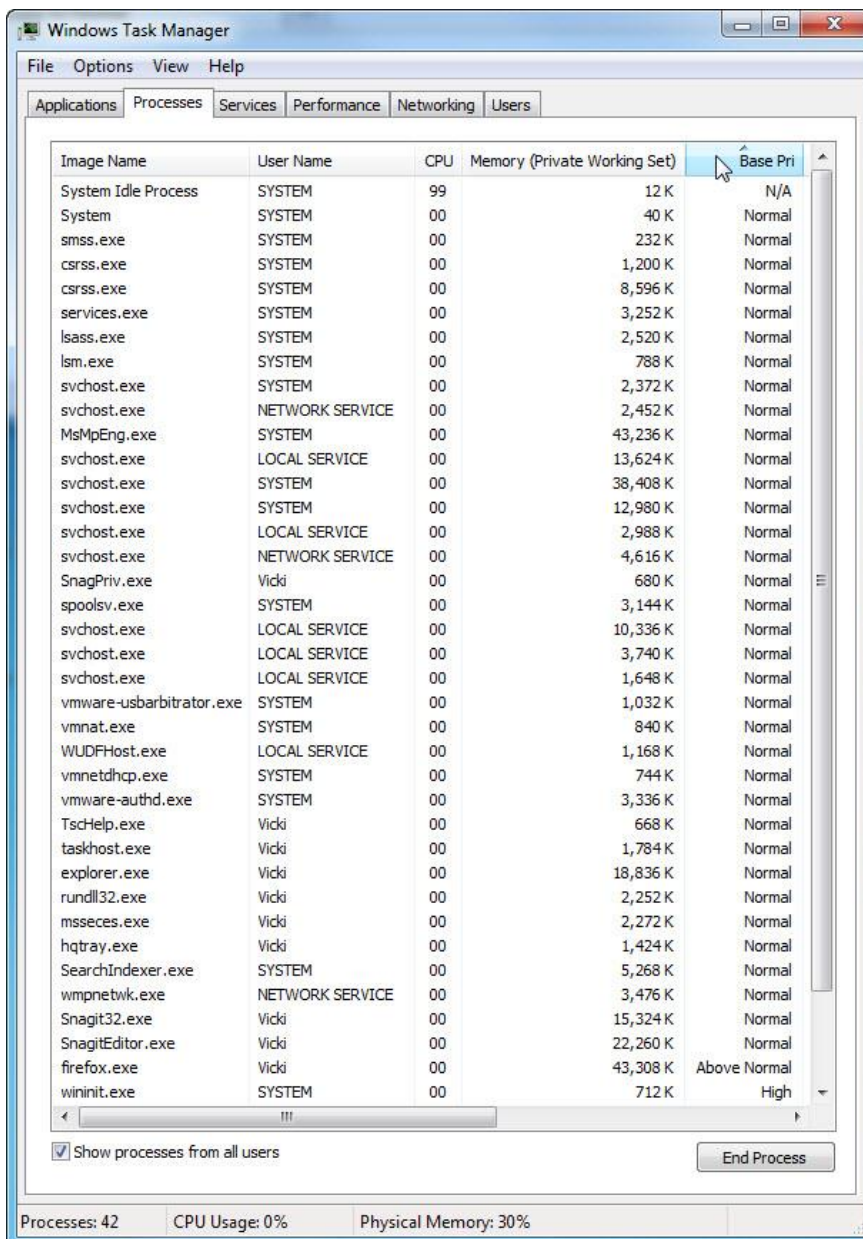 Windows Task Manager
File Options View Help
Applications Processes Services Performance Networking Users
Image Name User Name CPU Memory (Private Working Set) Base Pri
System Idle Process SYSTEM 99 12 K N/A
System SYSTEM 00 40 K Normal
smss.exe SYSTEM 00 232 K Normal
csrss.exe SYSTEM 00 1,200 K Normal
csrss.exe SYSTEM 00 8,596 K Normal
services.exe SYSTEM 00 3,252 K Normal
lsass.exe SYSTEM 00 2,520 K Normal
lsm.exe SYSTEM 00 788 K Normal
svchost.exe SYSTEM 00 2,372 K Normal
svchost.exe NETWORK SERVICE 00 2,452 K Normal
MsMpEng.exe SYSTEM 00 43,236 K Normal
svchost.exe LOCAL SERVICE 00 13,624 K Normal
svchost.exe SYSTEM 00 38,408 K Normal
svchost.exe SYSTEM 00 12,980 K Normal
svchost.exe LOCAL SERVICE 00 2,988 K Normal
svchost.exe NETWORK SERVICE 00 4,616 K Normal
SnagPriv.exe Vicki 00 680 K Normal
spoolsv.exe SYSTEM 00 3,144 K Normal
svchost.exe LOCAL SERVICE 00 10,336 K Normal
svchost.exe LOCAL SERVICE 00 3,740 K Normal
svchost.exe LOCAL SERVICE 00 1,648 K Normal
vmware-usbarbitrator.exe SYSTEM 00 1,032 K Normal
vmnat.exe SYSTEM 00 840 K Normal
WUDFHost.exe LOCAL SERVICE 00 1,168 K Normal
vmnetdhcp.exe SYSTEM 00 744 K Normal
vmware-authd.exe SYSTEM 00 3,336 K Normal
TscHelp.exe Vicki 00 668 K Normal
taskhost.exe Vicki 00 1,784 K Normal
explorer.exe Vicki 00 18,836 K Normal
rundll32.exe Vicki 00 2,252 K Normal
msseces.exe Vicki 00 2,272 K Normal
hqtray.exe Vicki 00 1,424 K Normal
SearchIndexer.exe SYSTEM 00 5,268 K Normal
wmpnetwk.exe NETWORK SERVICE 00 3,476 K Normal
Snagit32.exe Vicki 00 15,324 K Normal
SnagitEditor.exe Vicki 00 22,260 K Normal
firefox.exe Vicki 00 43,308 K Above Normal
wininit.exe SYSTEM 00 712 K High
Show processes from all users
End Process
Processes: 42 CPU Usage: 0% Physical Memory: 30%